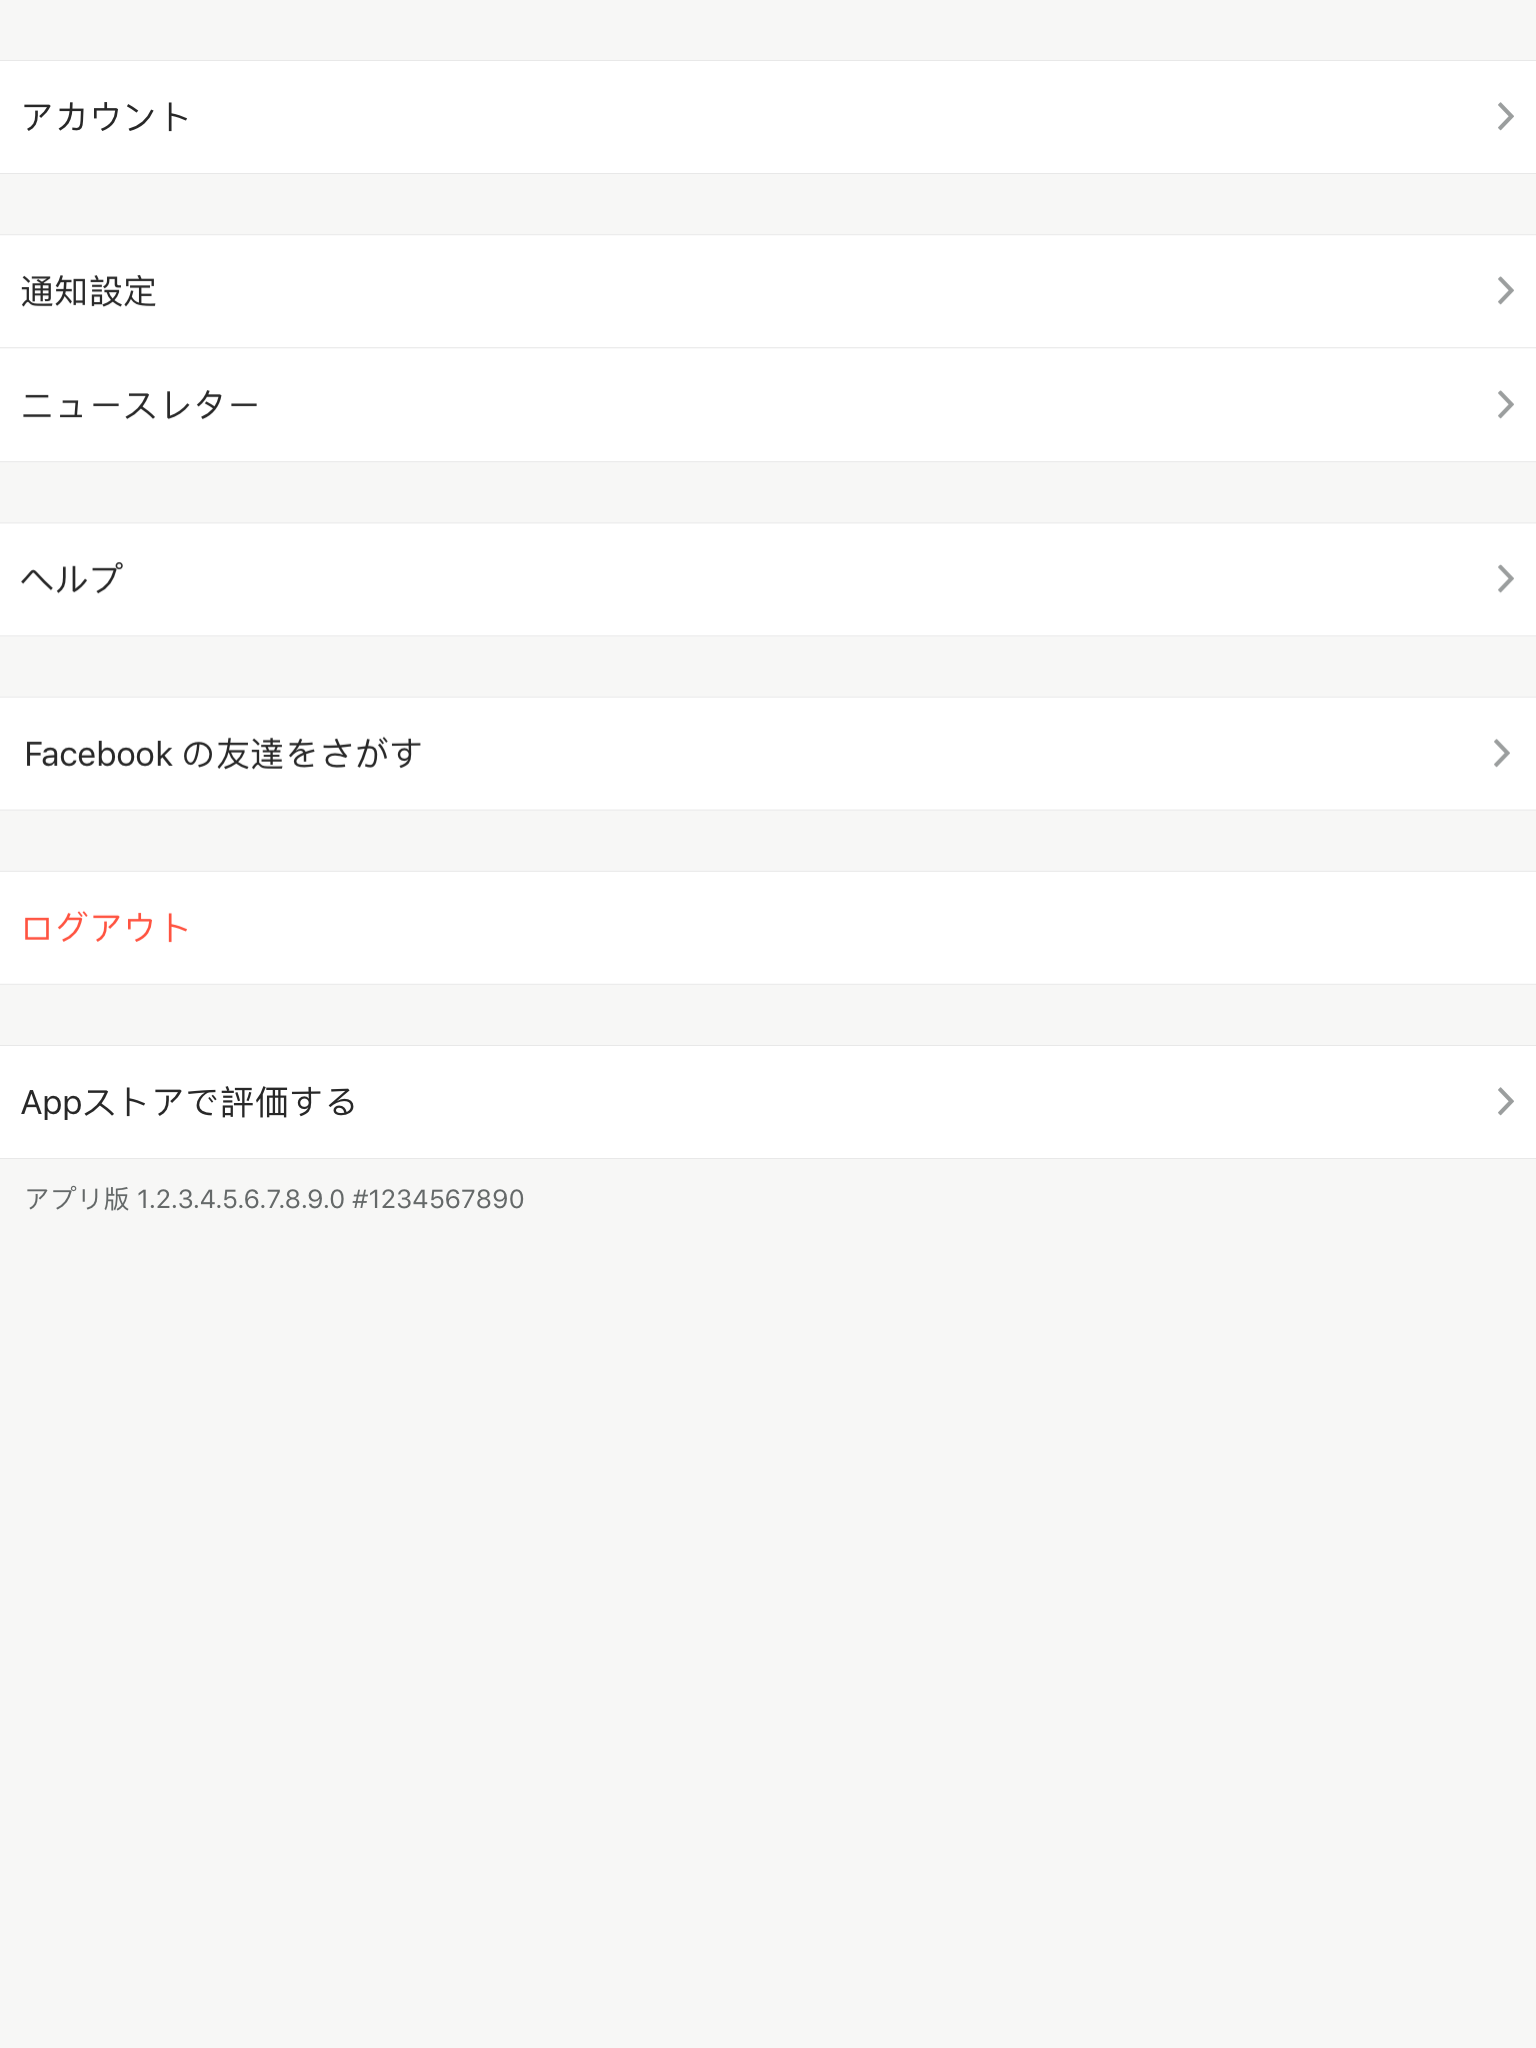 アカウント
通知設定
ニュースレター
ヘルプ
Facebook の友達をさがす
ログアウト
Appストアで評価する
アプリ版 1.2.3.4.5.6.7.8.9.0 #1234567890